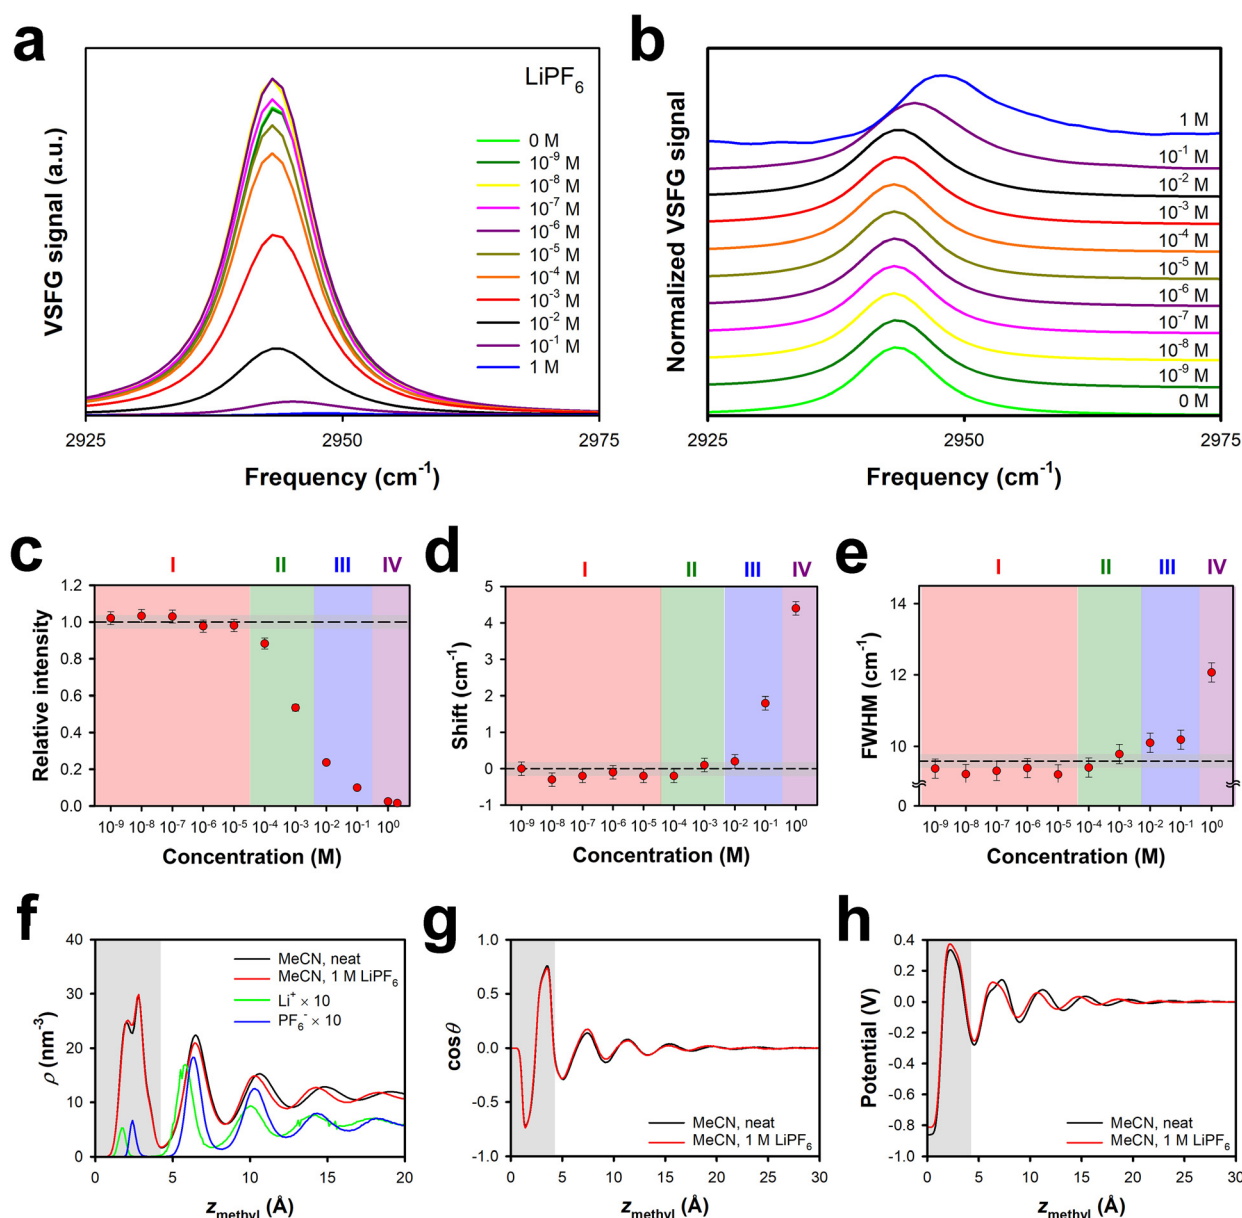 a
VSFG signal (a.u.)
LiPF6
0 M
10-9 M
10-8 M
10-7 M
10-6 M
10-5 M
10-4 M
10-3 M
10-2 M
10-1 M
1 M
2925
2950
2975
Frequency (cm-1)
b
Normalized VSFG signal
1 M
10-1 M
10-2 M
10-3 M
10-4 M
10-5 M
10-6 M
10-7 M
10-8 M
10-9 M
0 M
2925
2950
2975
Frequency (cm-1)
c
I
II
III
IV
Relative intensity
1.2
1.0
0.8
0.6
0.4
0.2
0.0
10-9 10-8 10-7 10-6 10-5 10-4 10-3 10-2 10-1 100
Concentration (M)
d
I
II
III
IV
Shift (cm-1)
5
4
3
2
1
0
-1
10-9 10-8 10-7 10-6 10-5 10-4 10-3 10-2 10-1 100
Concentration (M)
e
I
II
III
IV
FWHM (cm-1)
14
12
10
0
10-9 10-8 10-7 10-6 10-5 10-4 10-3 10-2 10-1 100
Concentration (M)
f
ρ (nm-3)
40
30
20
10
0
MeCN, neat
MeCN, 1 M LiPF6
Li+ × 10
PF6- × 10
0 5 10 15 20
zmethyl (Å)
g
cosθ
1.0
0.5
0.0
-0.5
-1.0
MeCN, neat
MeCN, 1 M LiPF6
0 5 10 15 20 25 30
zmethyl (Å)
h
Potential (V)
0.4
0.2
0.0
-0.2
-0.4
-0.6
-0.8
-1.0
MeCN, neat
MeCN, 1 M LiPF6
0 5 10 15 20 25 30
zmethyl (Å)